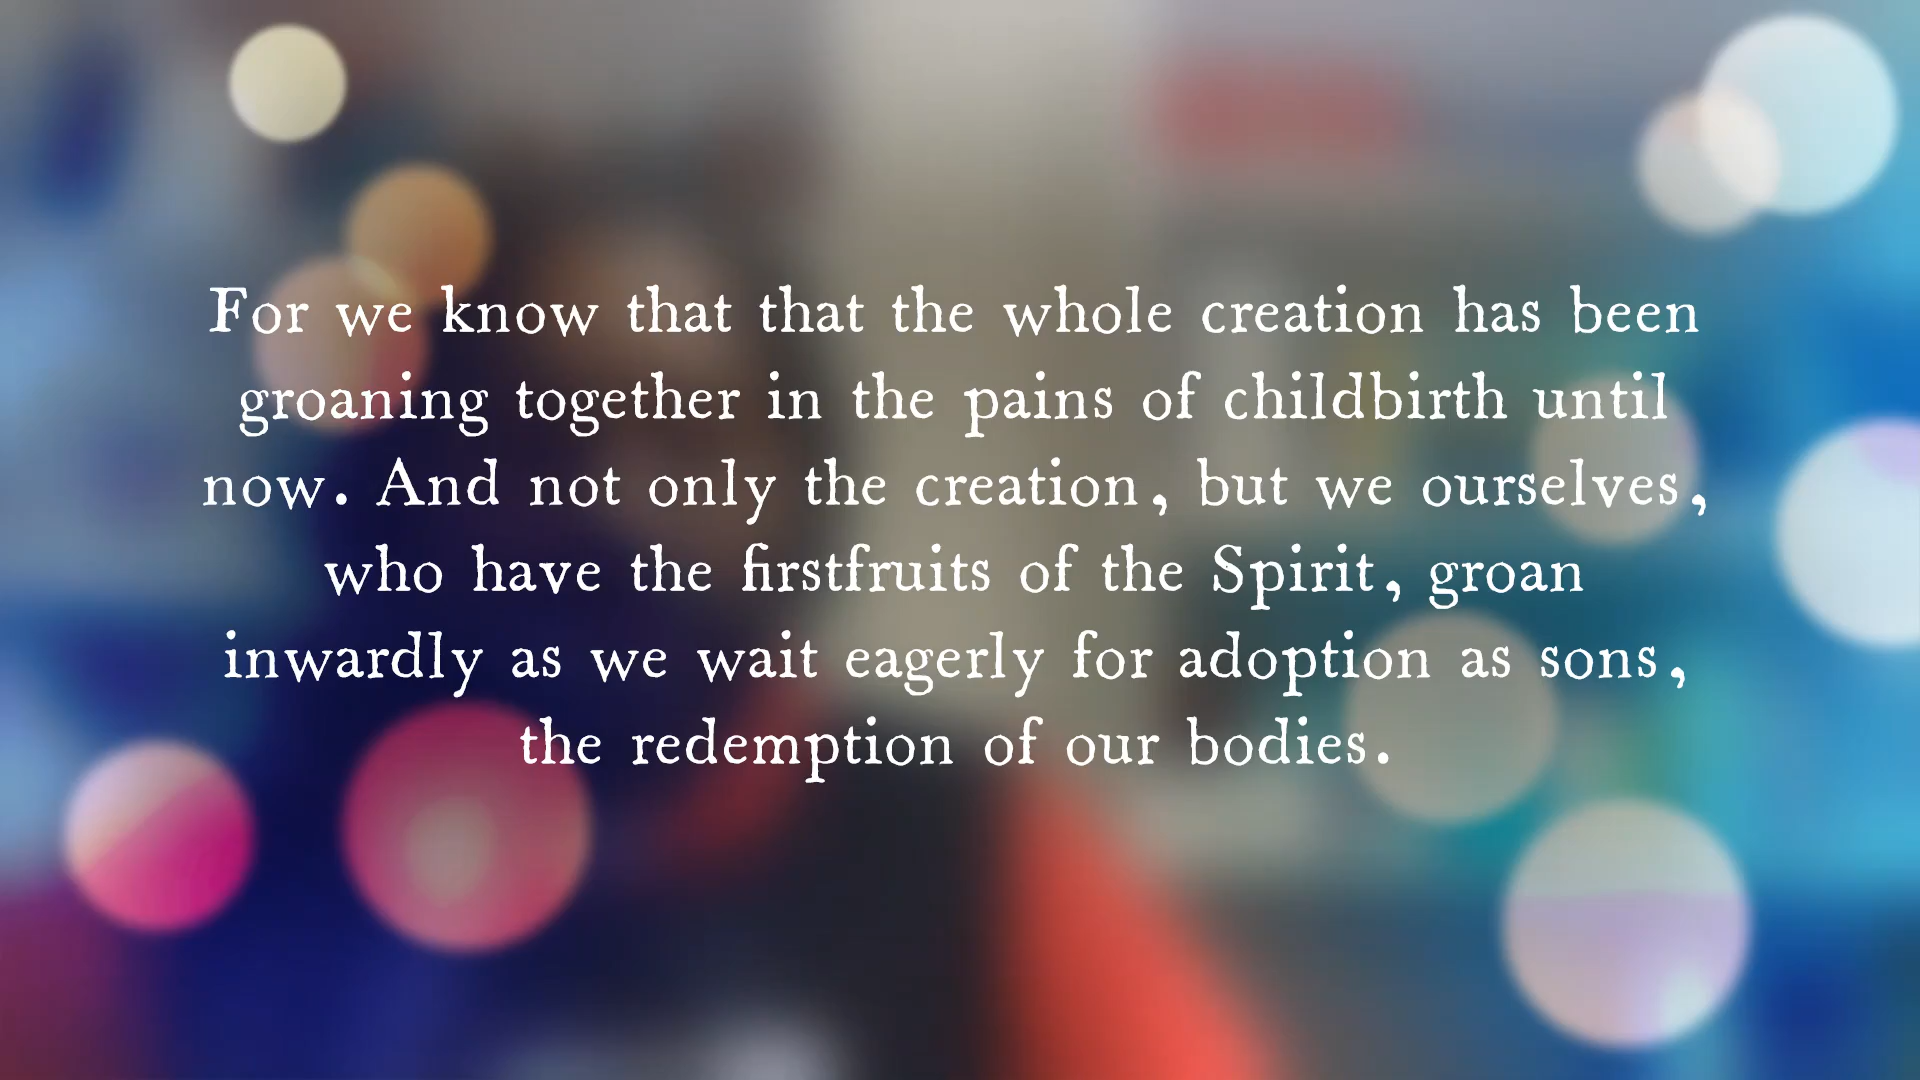 For we know that that the whole creation has been
groaning together in the pains of childbirth until
now. And not only the creation, but we ourselves,
who have the firstfruits of the Spirit, groan
inwardly as we wait eagerly for adoption as sons,
the redemption of our bodies.